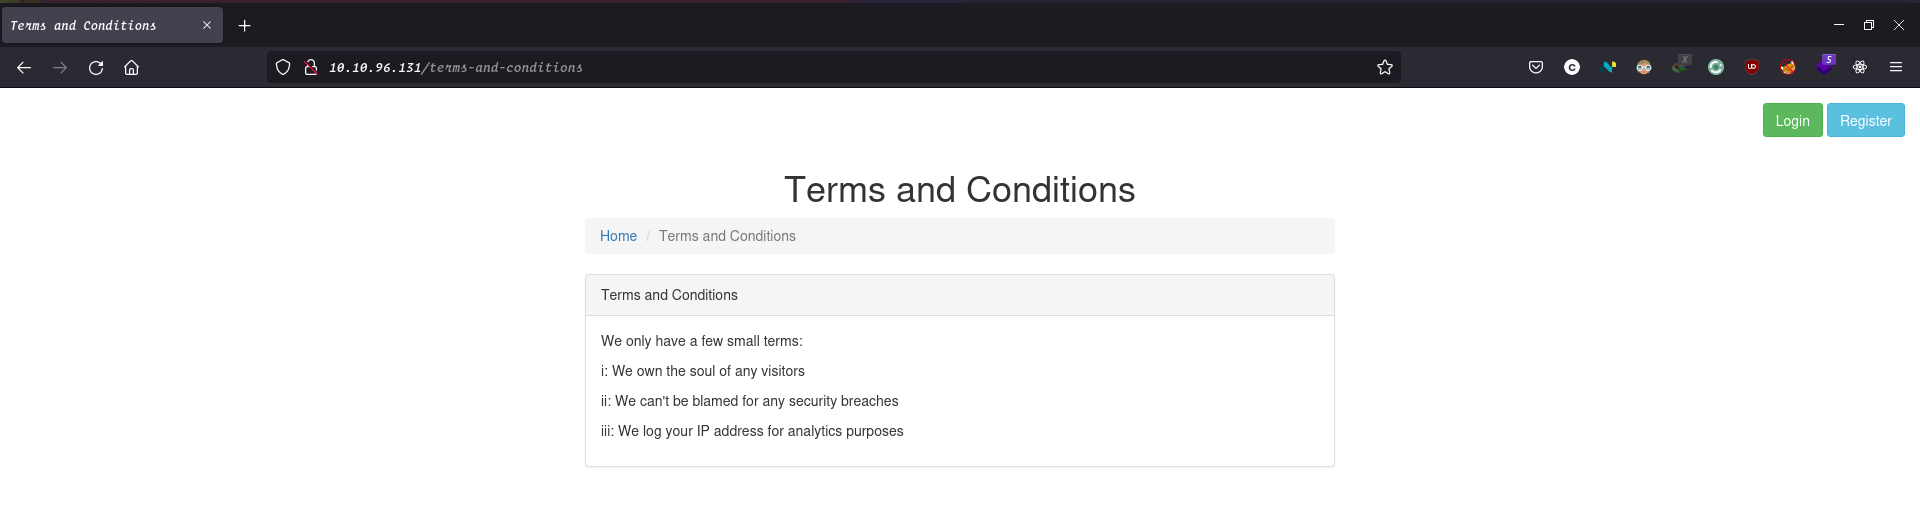 Terms and Conditions
10.10.96.131/terms-and-conditions
C
UD
X
5
Login Register
Terms and Conditions
Home / Terms and Conditions
Terms and Conditions
We only have a few small terms:
i: We own the soul of any visitors
ii: We can't be blamed for any security breaches
iii: We log your IP address for analytics purposes